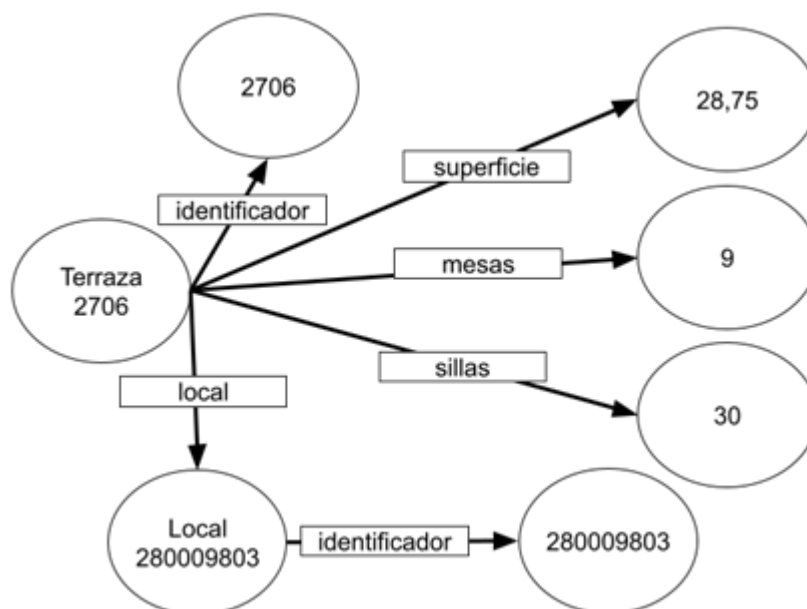 2706
28,75
superficie
identificador
mesas
9
Terraza
2706
sillas
local
30
Local
280009803
identificador
280009803